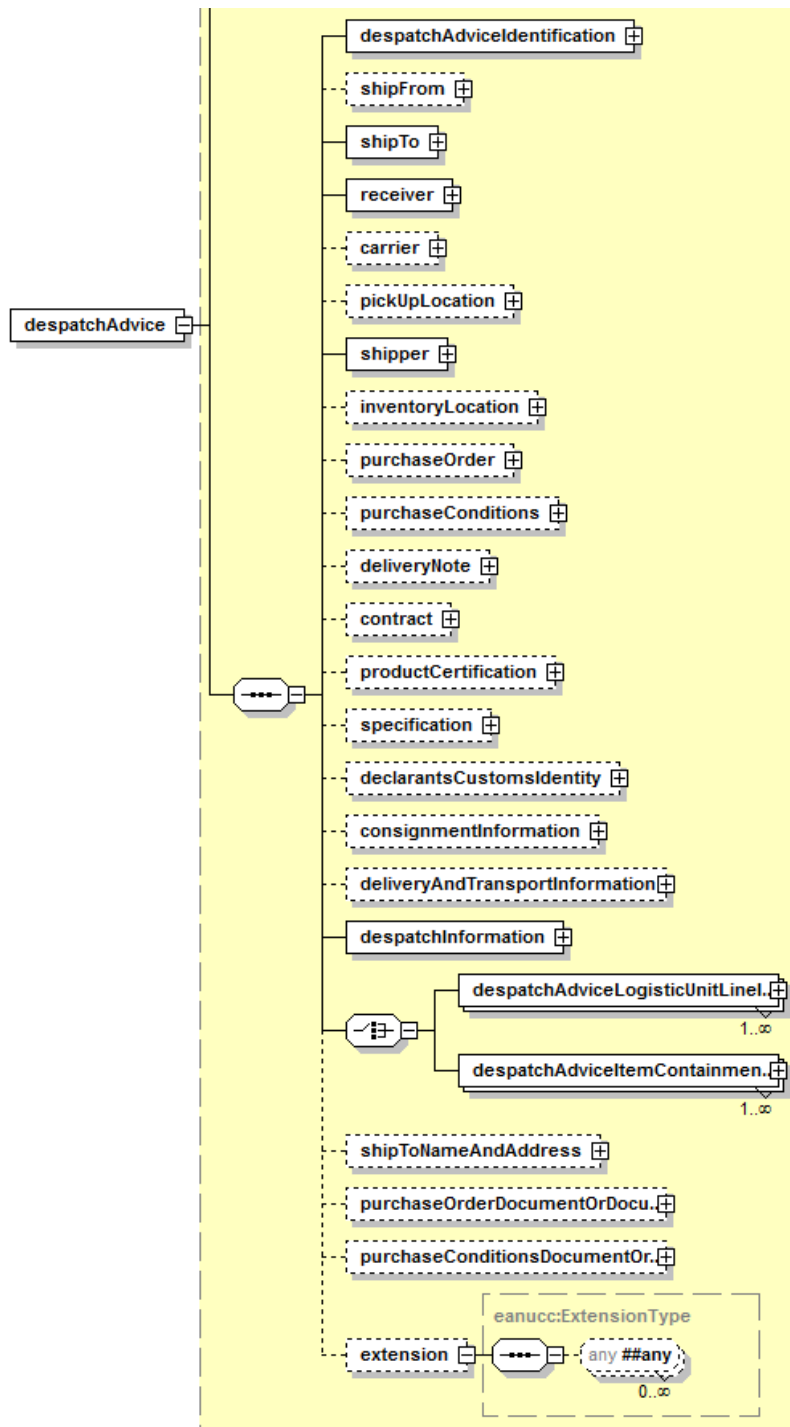 despatchAdviceIdentification
shipFrom
shipTo
receiver
carrier
pickUpLocation
despatchAdvice
shipper
inventoryLocation
purchaseOrder
purchaseConditions
deliveryNote
contract
productCertification
specification
declarantsCustomsIdentity
consignmentInformation
deliveryAndTransportInformation
despatchInformation
despatchAdviceLogisticUnitLineI..
1..∞
despatchAdviceItemContainmen..
1..∞
shipToNameAndAddress
purchaseOrderDocumentOrDocu..
purchaseConditionsDocumentOr..
eanucc:ExtensionType
extension
any ##any
0..∞